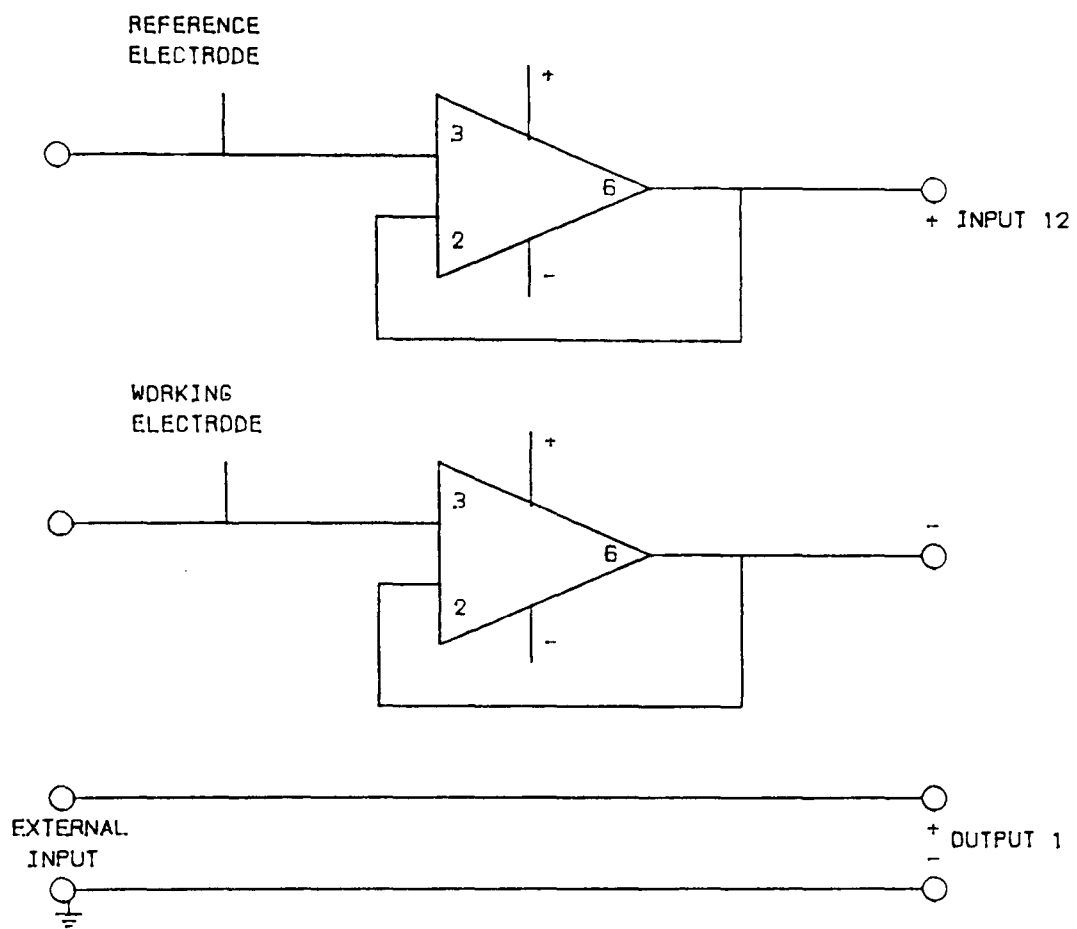 REFERENCE
ELECTRODE
+
3
6
2
-
+ INPUT 12
WORKING
ELECTRODE
+
3
6
2
-
-
EXTERNAL
INPUT
+
-
OUTPUT 1